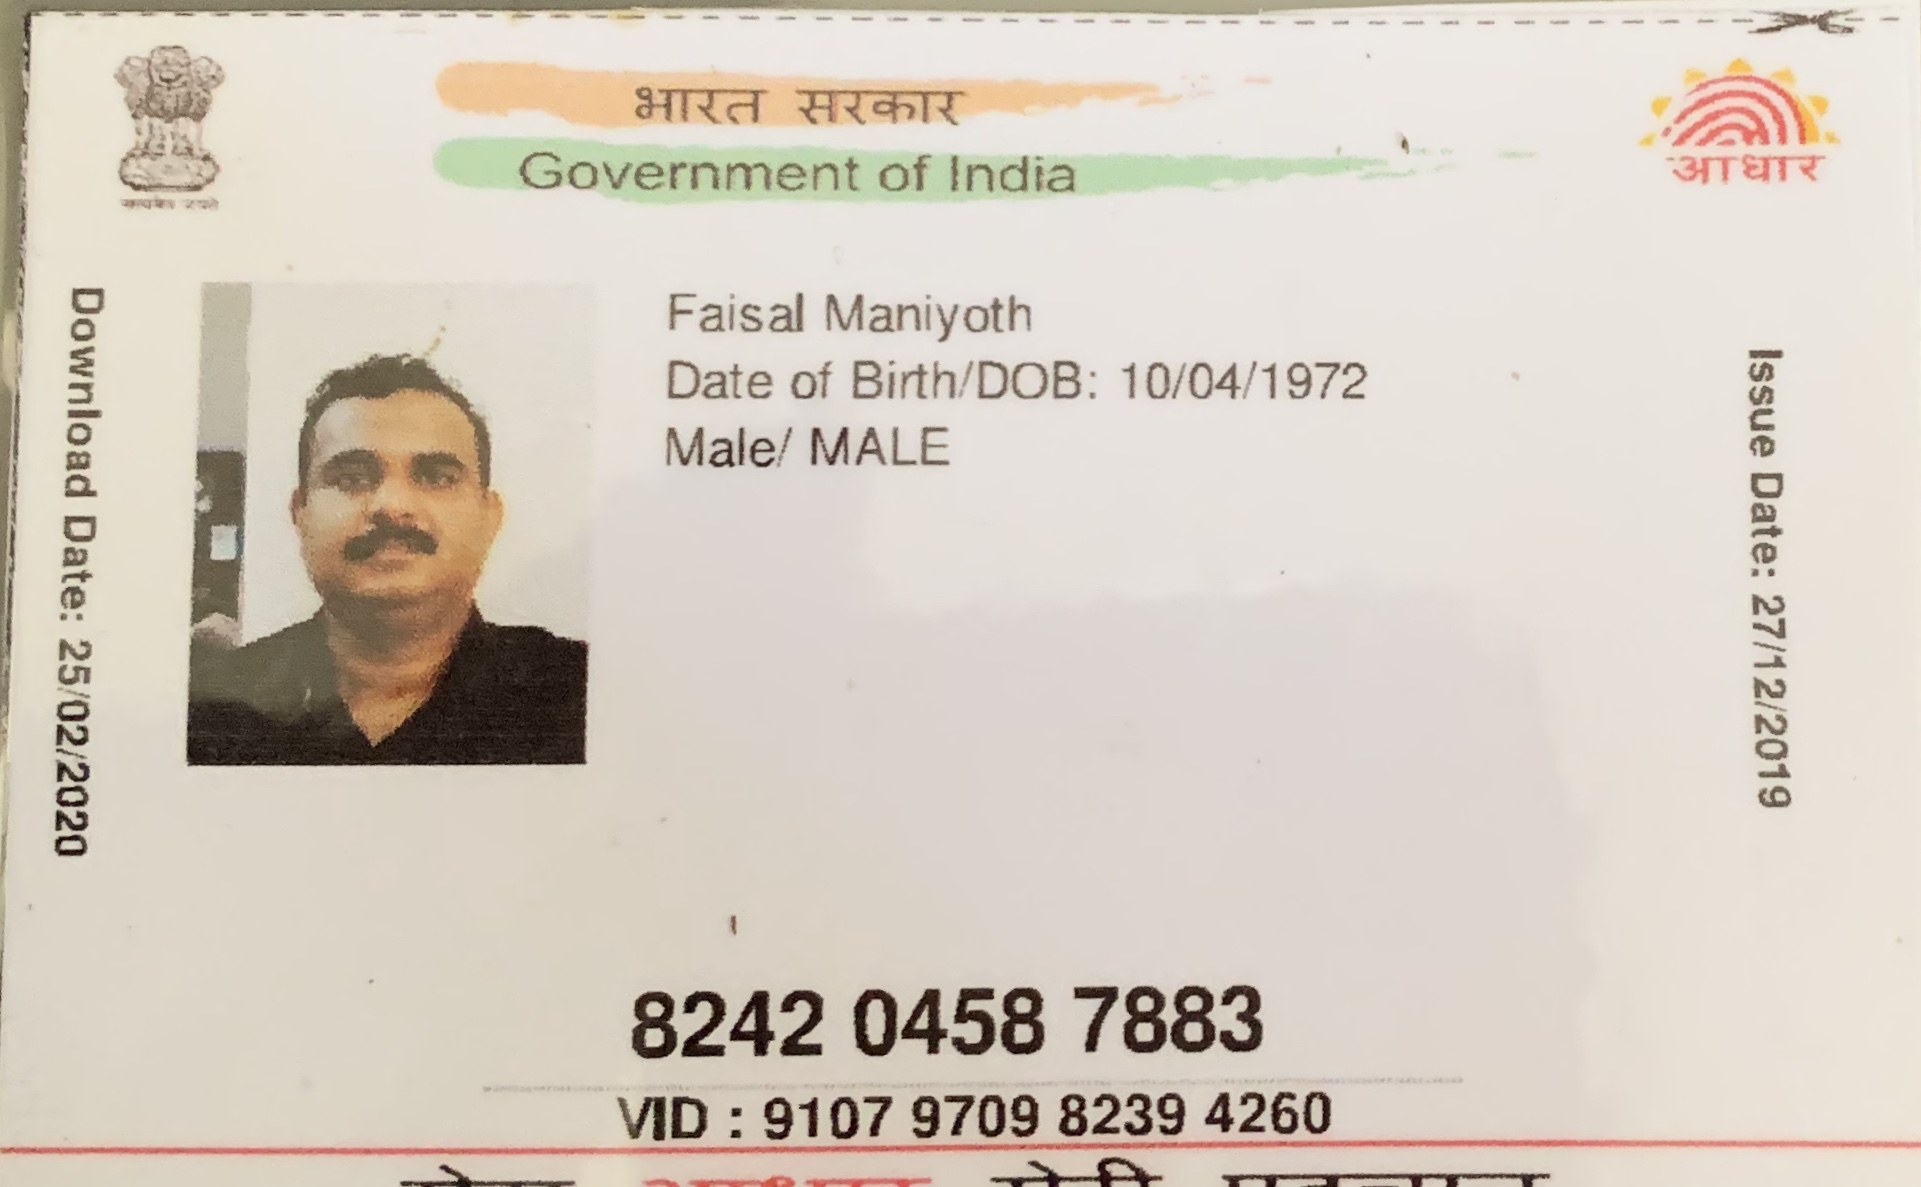 भारत सरकार
Government of India
आधार
सत्यमेव जयते
Download Date: 25/02/2020
Faisal Maniyoth
Date of Birth/DOB: 10/04/1972
Male/ MALE
Issue Date: 27/12/2019
8242 0458 7883
VID : 9107 9709 8239 4260